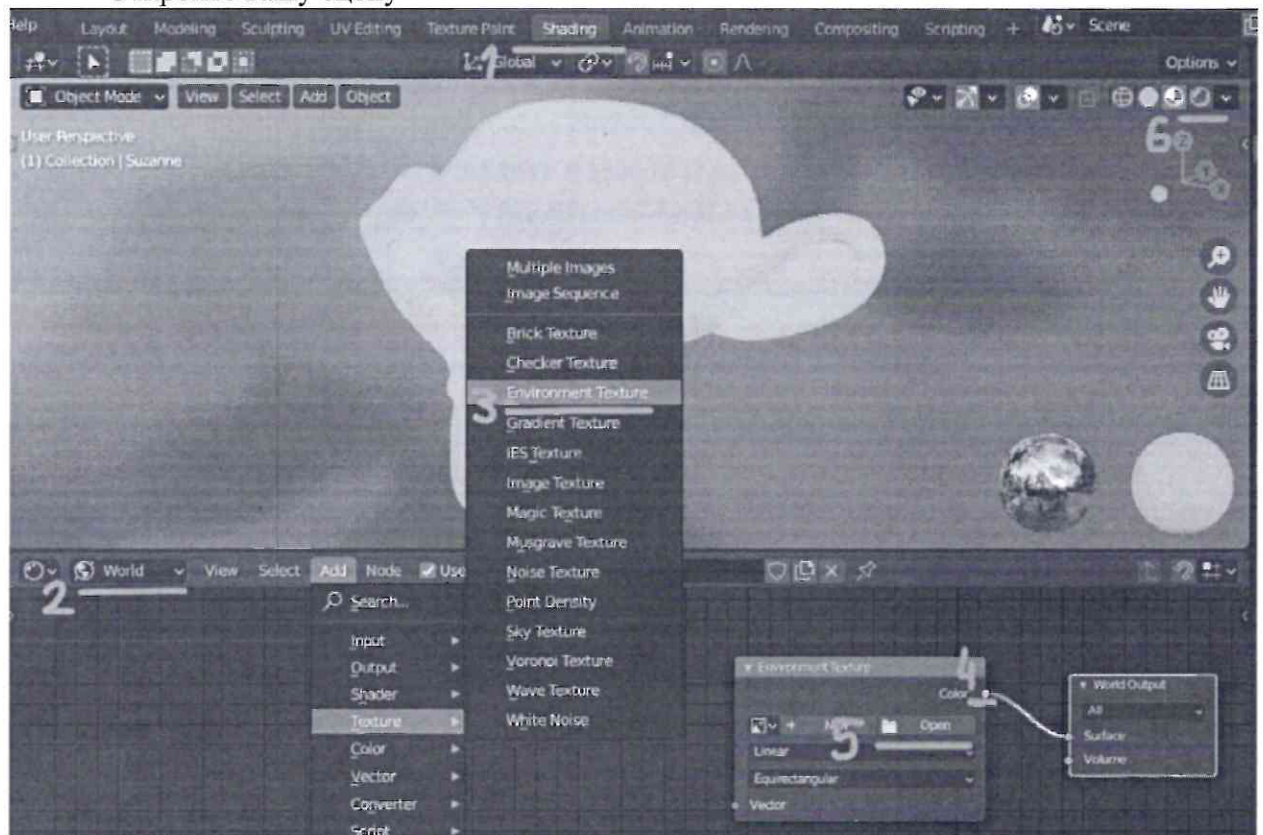 Help Layout Modeling Sculpting UV Editing Texture Paint Shading Animation Rendering Compositing Scripting + Scene
1 Global Options
Object Mode View Select Add Object
User Perspective
(1) Collection | Suzanne
6
Z
Y
Multiple Images
Image Sequence
Brick Texture
Checker Texture
3 Environment Texture
Gradient Texture
IES Texture
Image Texture
Magic Texture
Musgrave Texture
Noise Texture
Point Density
Sky Texture
Voronoi Texture
Wave Texture
White Noise
World View Select Add Node Use
2
Search...
Input
Output
Shader
Texture
Color
Vector
Converter
Script
Environment Texture
4
Color
+ New Open
5
Linear
Equirectangular
Vector
World Output
All
Surface
Volume